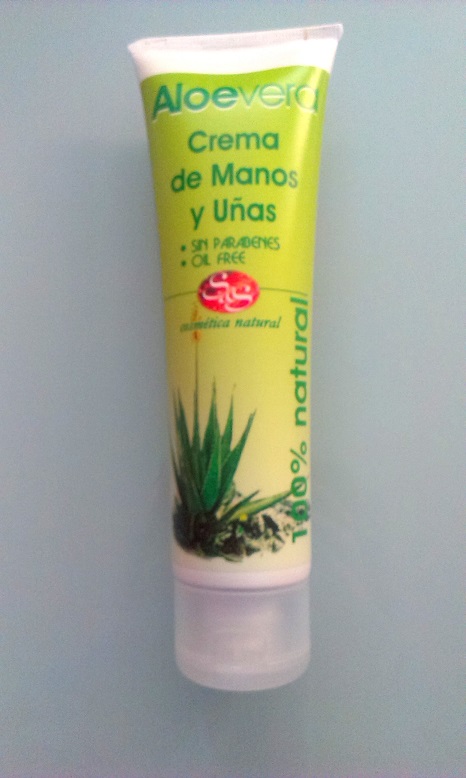 Aloevera
Crema
de Manos
y Uñas
• SIN PARABENES
• OIL FREE
S&S
cosmética natural
100% natural